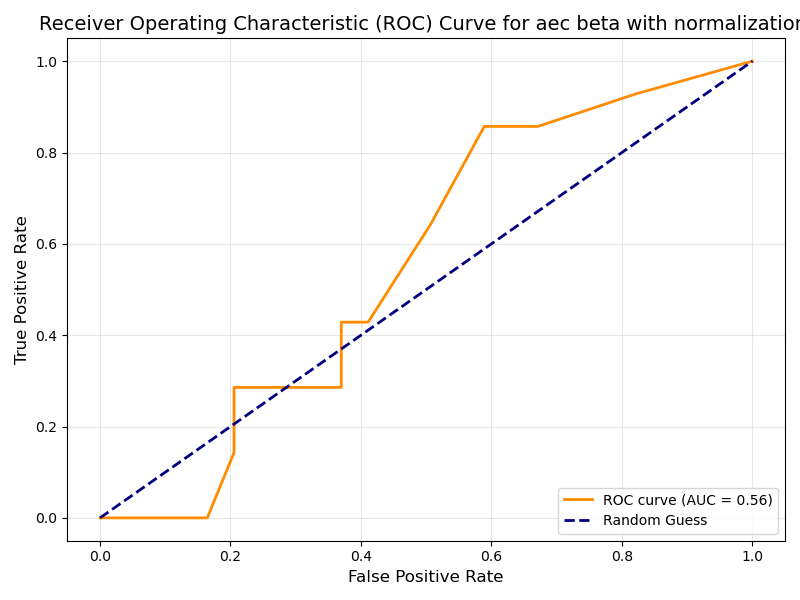 Receiver Operating Characteristic (ROC) Curve for aec beta with normalization
True Positive Rate
1.0
0.8
0.6
0.4
0.2
0.0
0.0 0.2 0.4 0.6 0.8 1.0
False Positive Rate
ROC curve (AUC = 0.56)
Random Guess